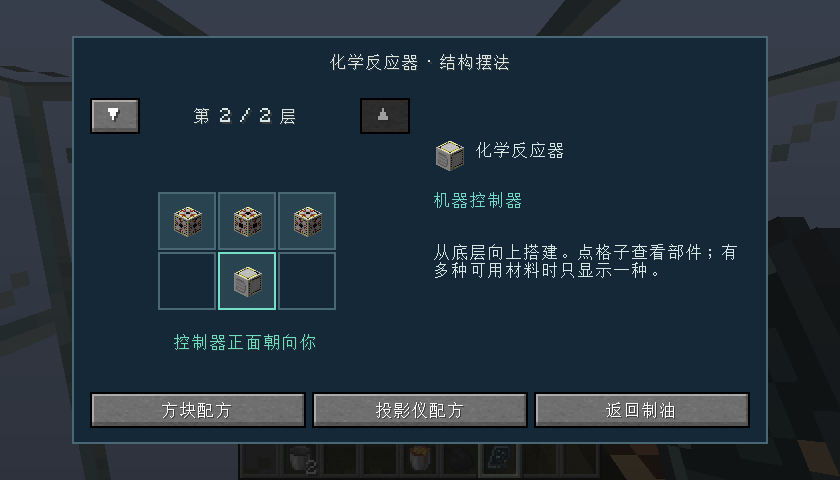 化学反应器·结构摆法
第 2 / 2 层
化学反应器
机器控制器
从底层向上搭建。点格子查看部件；有
多种可用材料时只显示一种。
控制器正面朝向你
方块配方
投影仪配方
返回制油
2